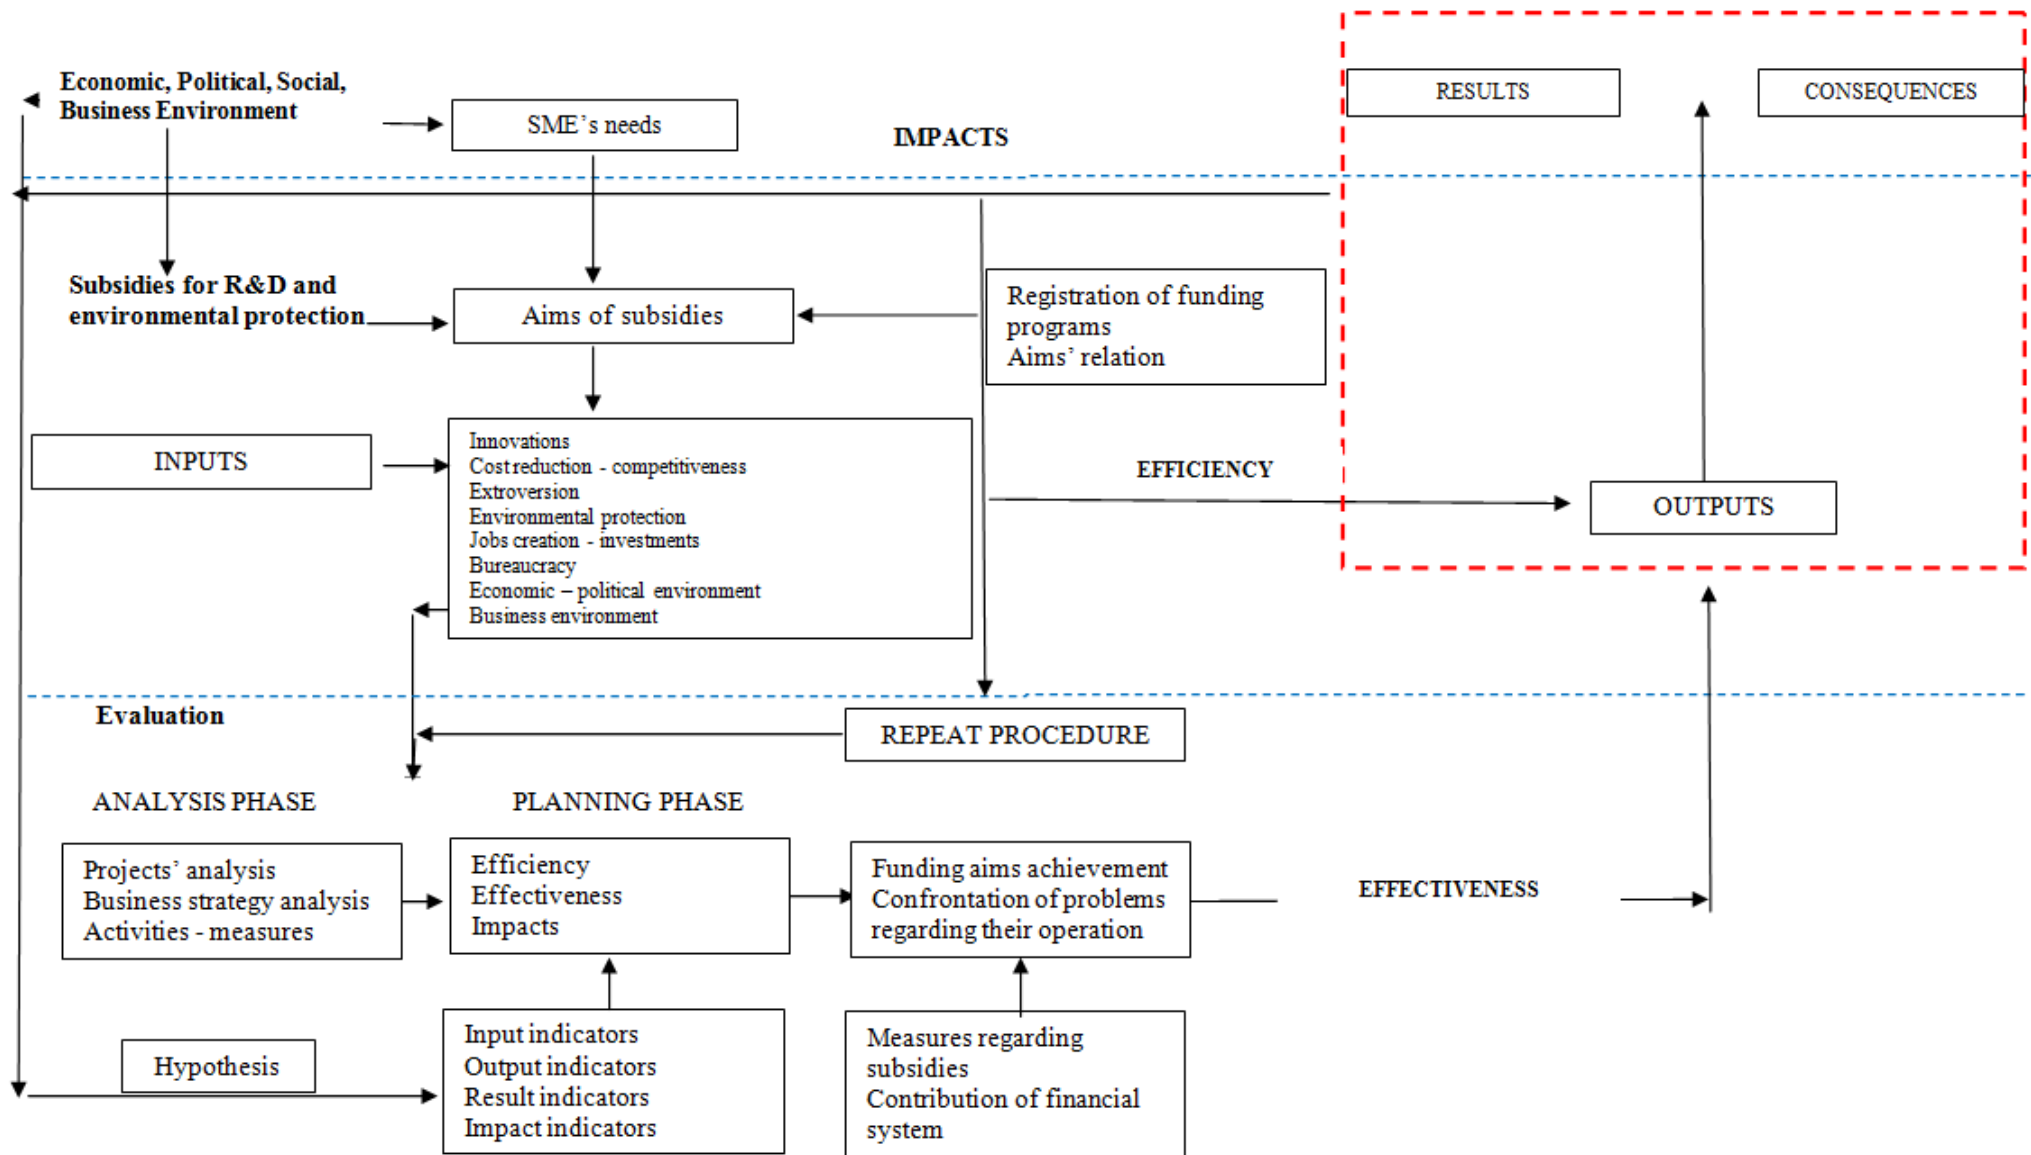 Economic, Political, Social,
Business Environment
SME’s needs
IMPACTS
RESULTS
CONSEQUENCES
Subsidies for R&D and
environmental protection
Aims of subsidies
Registration of funding
programs
Aims’ relation
INPUTS
Innovations
Cost reduction - competitiveness
Extroversion
Environmental protection
Jobs creation - investments
Bureaucracy
Economic – political environment
Business environment
EFFICIENCY
OUTPUTS
Evaluation
REPEAT PROCEDURE
ANALYSIS PHASE
PLANNING PHASE
Projects’ analysis
Business strategy analysis
Activities - measures
Efficiency
Effectiveness
Impacts
Funding aims achievement
Confrontation of problems
regarding their operation
EFFECTIVENESS
Hypothesis
Input indicators
Output indicators
Result indicators
Impact indicators
Measures regarding
subsidies
Contribution of financial
system